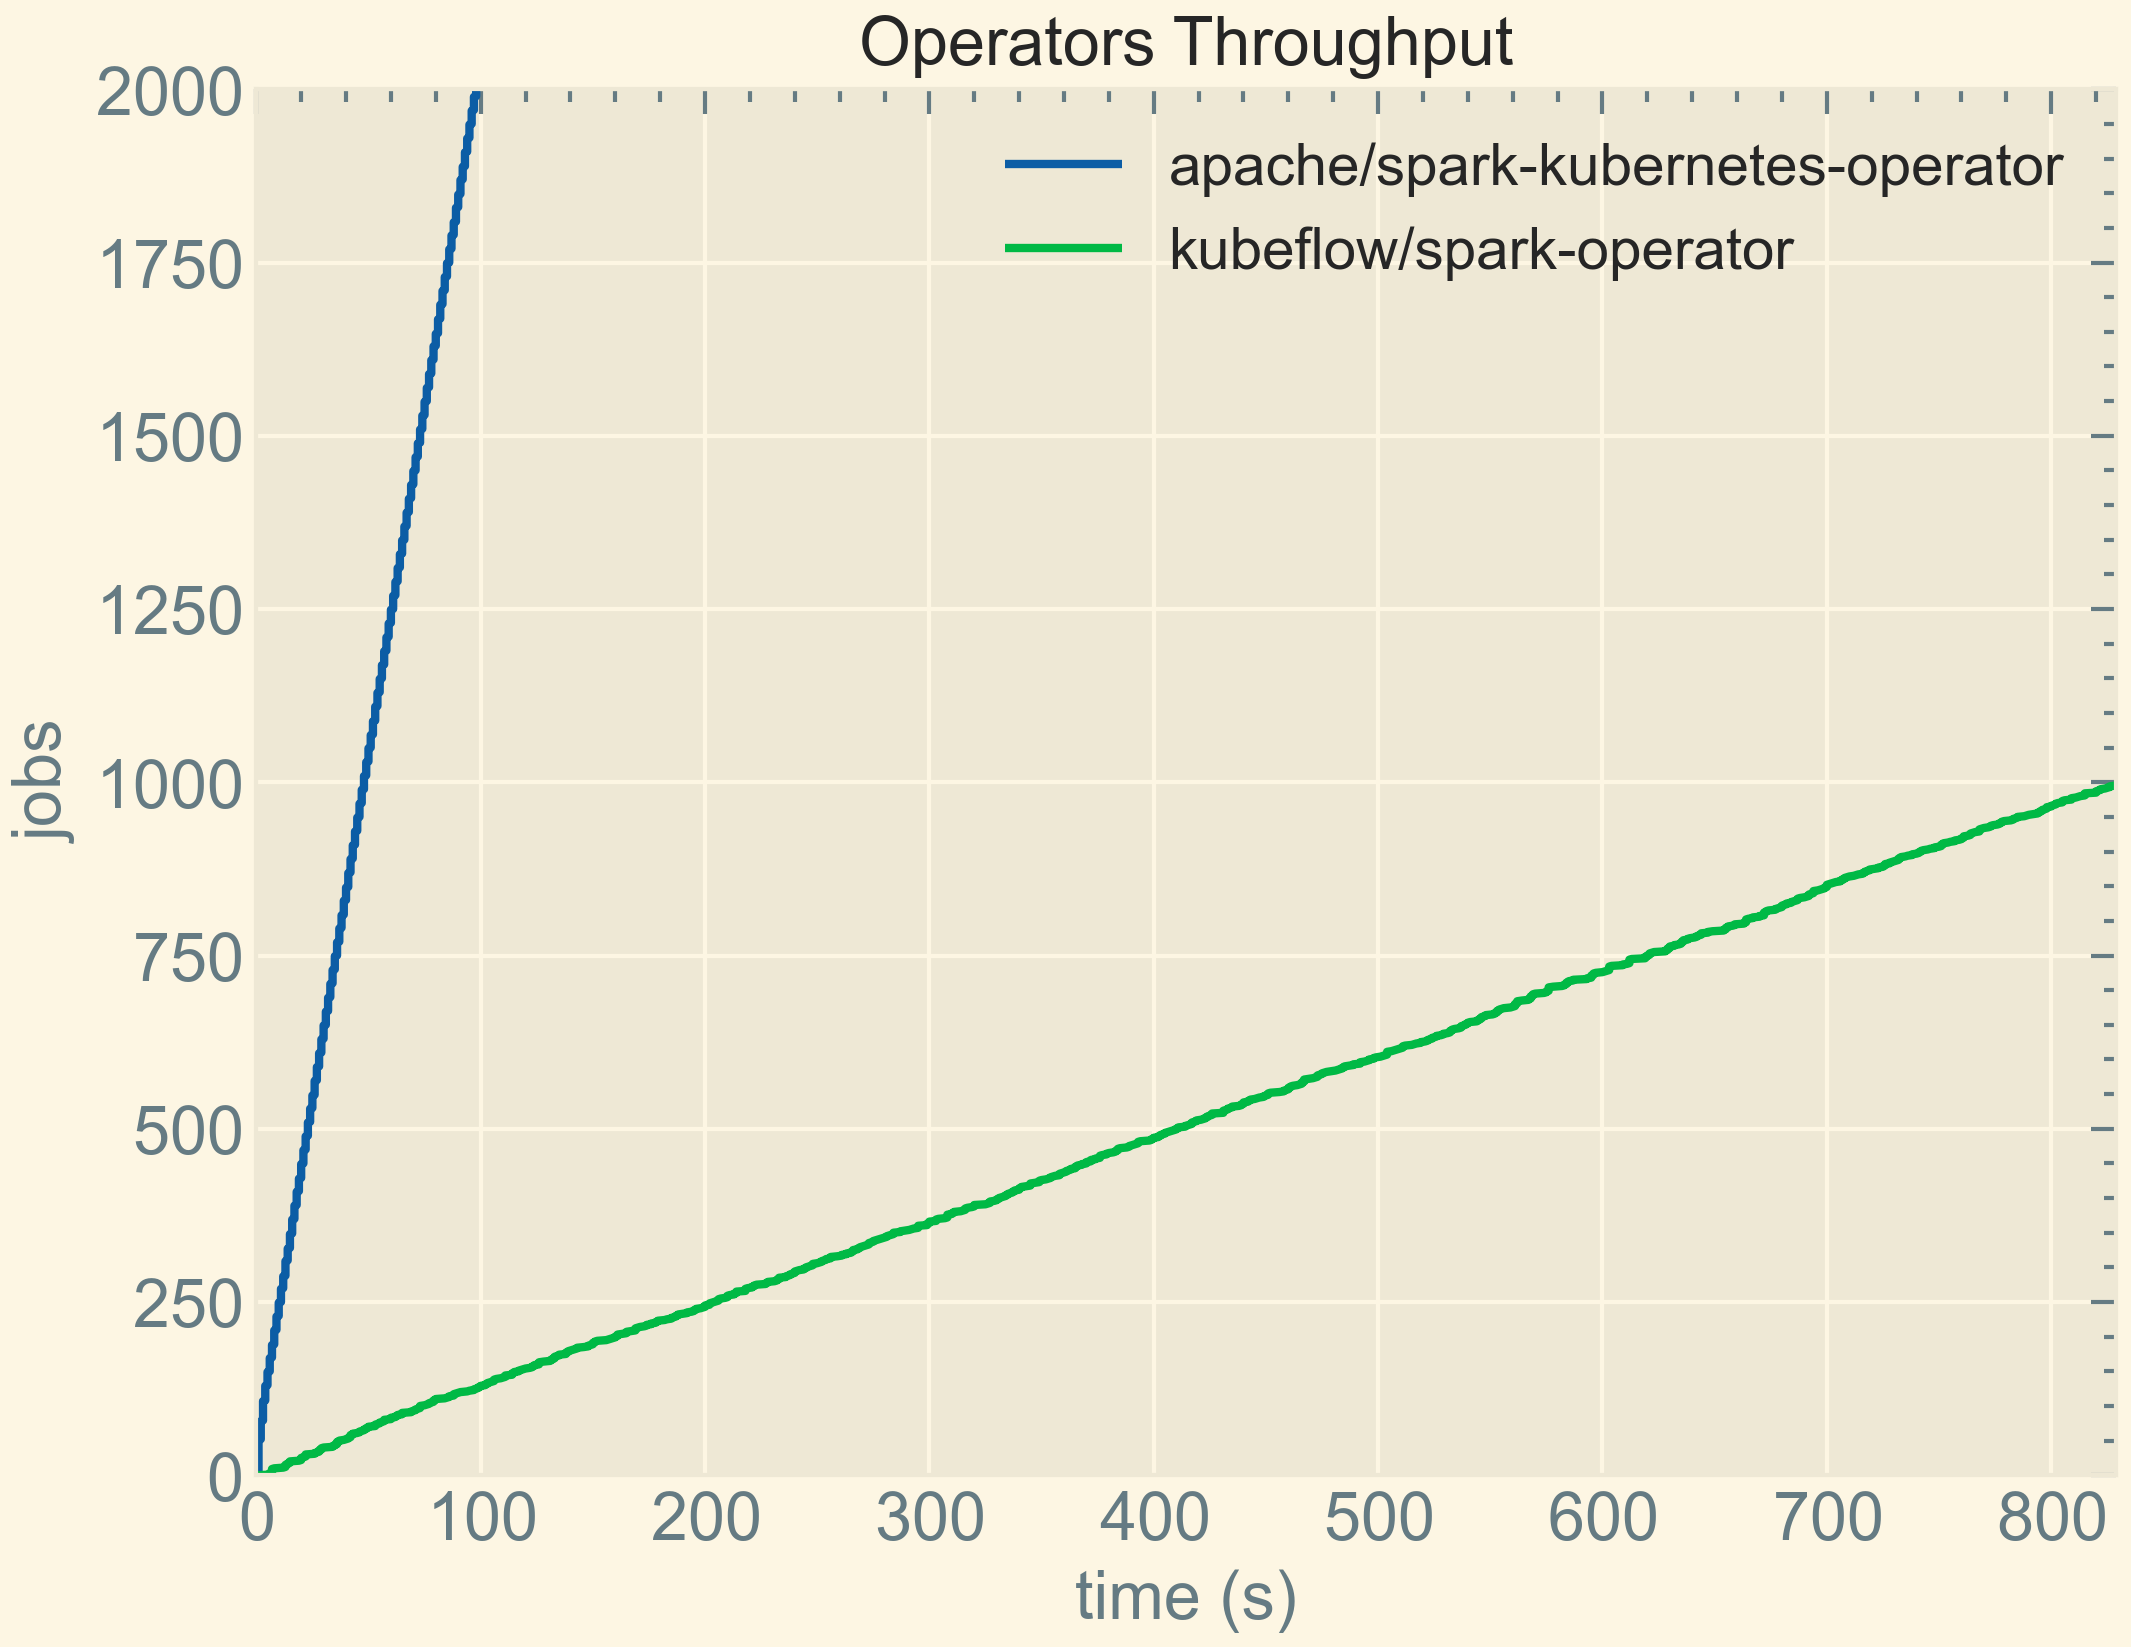 Operators Throughput
2000
1750
1500
1250
1000
750
500
250
0
apache/spark-kubernetes-operator
kubeflow/spark-operator
jobs
0 100 200 300 400 500 600 700 800
time (s)